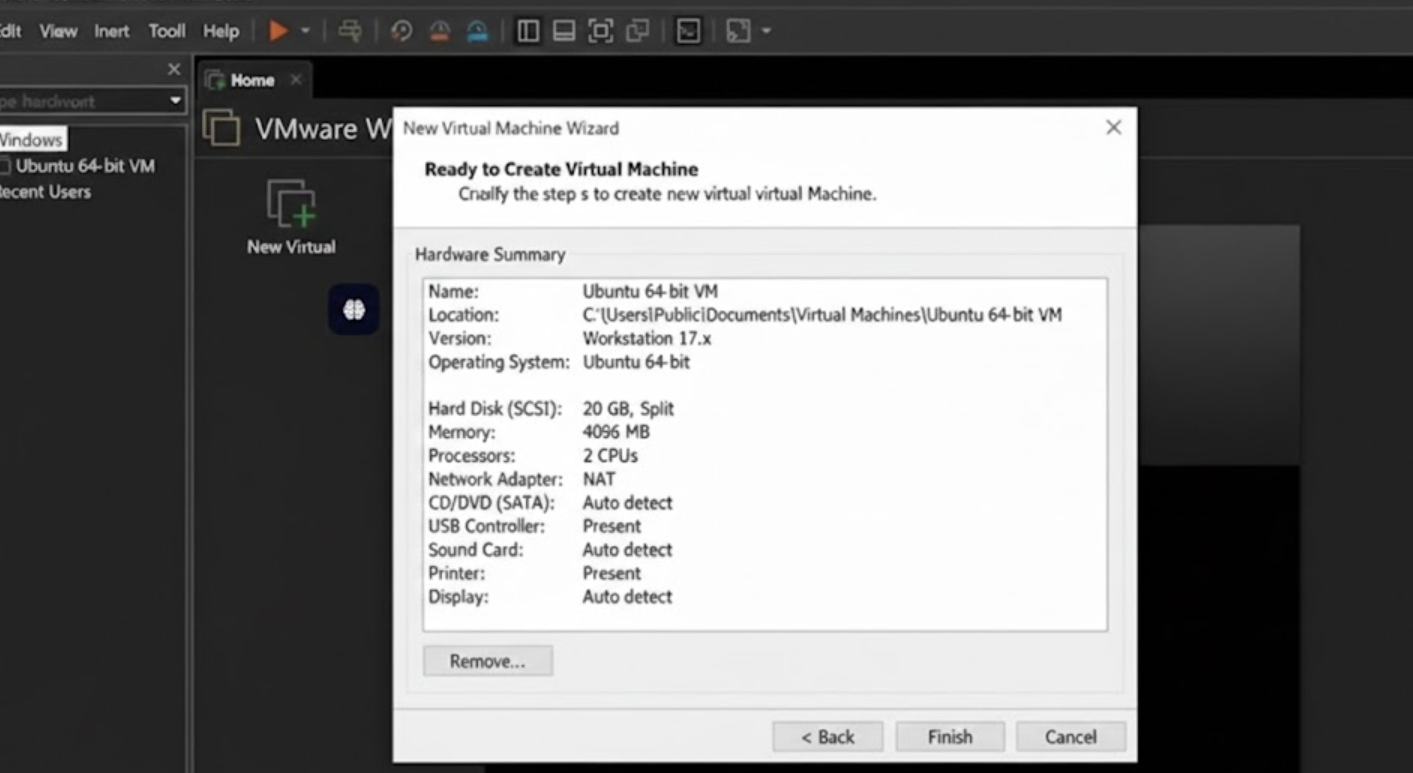 Edit View Inert Tooll Help
pe hardwort
Home
Windows
Ubuntu 64-bit VM
Recent Users
VMware W
New Virtual
New Virtual Machine Wizard
Ready to Create Virtual Machine
the step s to create new virtual virtual Machine.
Hardware Summary
Name: Ubuntu 64-bit VM
Location: C:\Users\Public\Documents\Virtual Machines\Ubuntu 64-bit VM
Version: Workstation 17.x
Operating System: Ubuntu 64-bit
Hard Disk (SCSI): 20 GB, Split
Memory: 4096 MB
Processors: 2 CPUs
Network Adapter: NAT
CD/DVD (SATA): Auto detect
USB Controller: Present
Sound Card: Auto detect
Printer: Present
Display: Auto detect
Remove...
< Back Finish Cancel